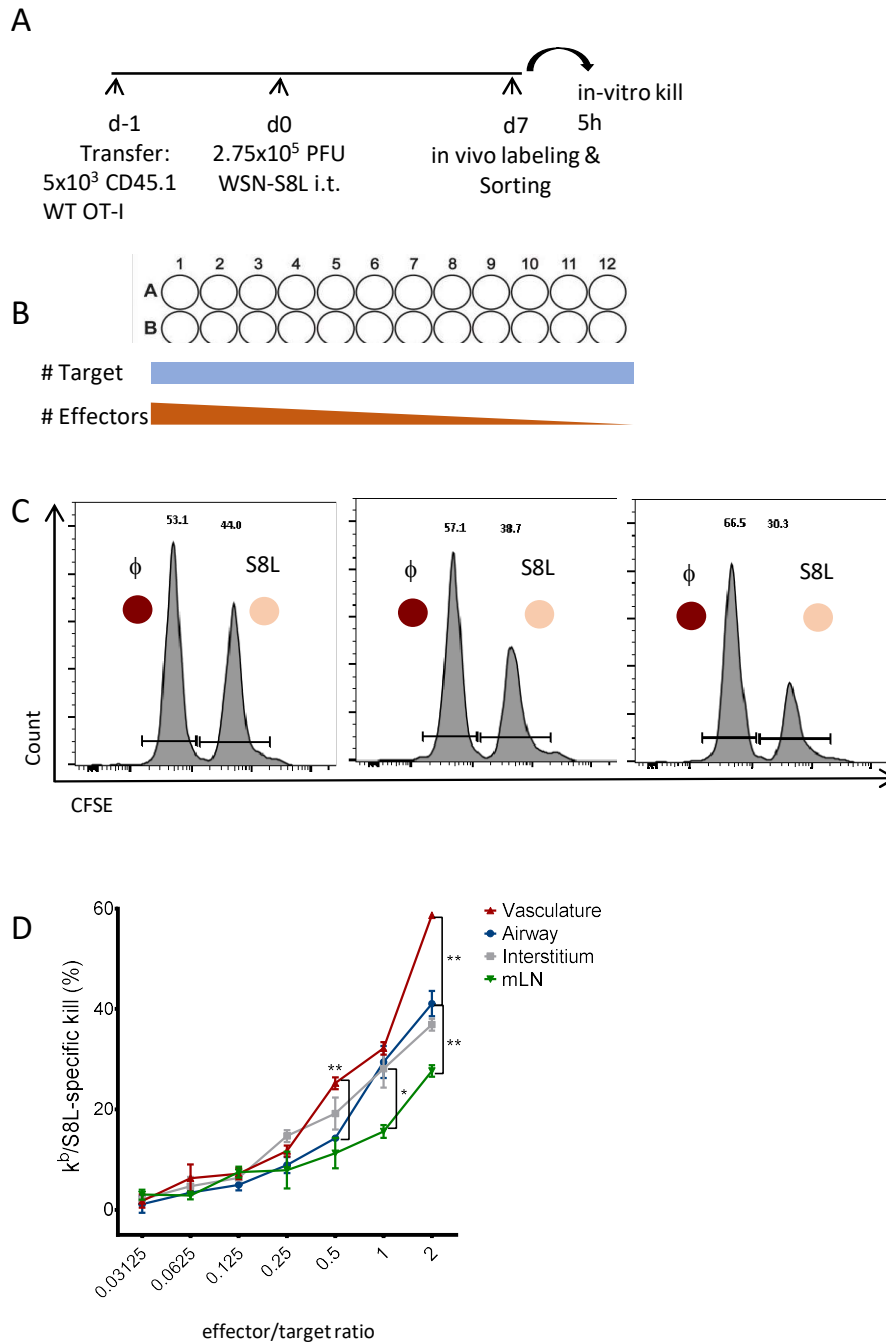 A
d-1
Transfer:
5x10³ CD45.1
WT OT-I
d0
2.75x10⁵ PFU
WSN-S8L i.t.
d7
in vivo labeling &
Sorting
in-vitro kill
5h
B
1 2 3 4 5 6 7 8 9 10 11 12
A
B
# Target
# Effectors
C
53.1 44.0
ϕ S8L
57.1 38.7
ϕ S8L
66.5 30.3
ϕ S8L
Count
CFSE
D
60
40
20
0
kᵇ/S8L-specific kill (%)
Vasculature
Airway
Interstitium
mLN
**
**
**
*
0.03125 0.0625 0.125 0.25 0.5 1 2
effector/target ratio